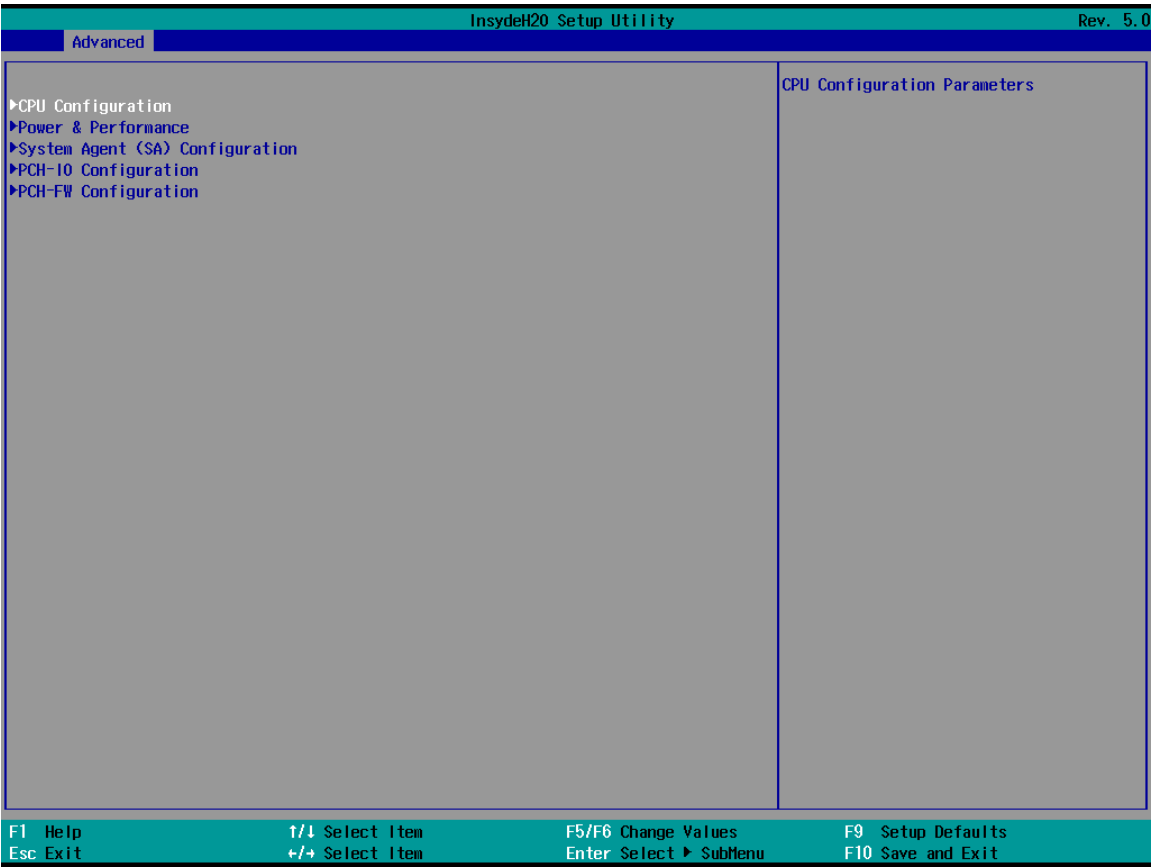 InsydeH2O Setup Utility Rev. 5.0
Advanced
CPU Configuration Parameters
▶CPU Configuration
▶Power & Performance
▶System Agent (SA) Configuration
▶PCH-IO Configuration
▶PCH-FW Configuration
F1 Help ↑/↓ Select Item F5/F6 Change Values F9 Setup Defaults
Esc Exit ←/→ Select Item Enter Select ▶ SubMenu F10 Save and Exit